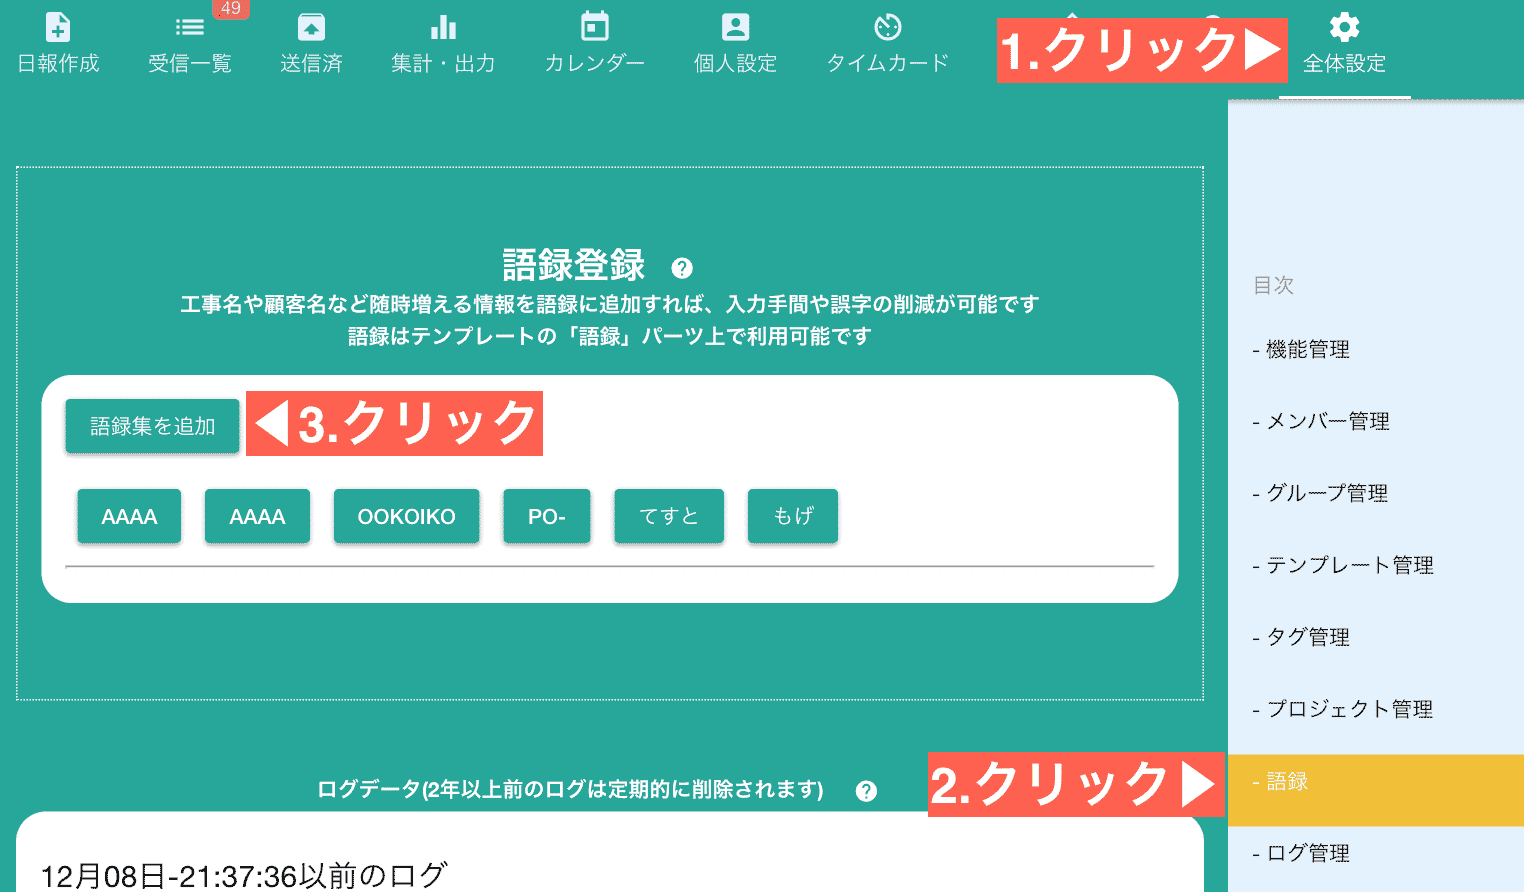 49
日報作成
受信一覧
送信済
集計・出力
カレンダー
個人設定
タイムカード
1.クリック▶
全体設定
語録登録 ?
工事名や顧客名など随時増える情報を語録に追加すれば、入力手間や誤字の削減が可能です
語録はテンプレートの「語録」パーツ上で利用可能です
語録集を追加
◀3.クリック
AAAA
AAAA
OOKOIKO
PO-
てすと
もげ
ログデータ(2年以上前のログは定期的に削除されます) ?
12月08日-21:37:36以前のログ
目次
- 機能管理
- メンバー管理
- グループ管理
- テンプレート管理
- タグ管理
- プロジェクト管理
2.クリック▶
- 語録
- ログ管理